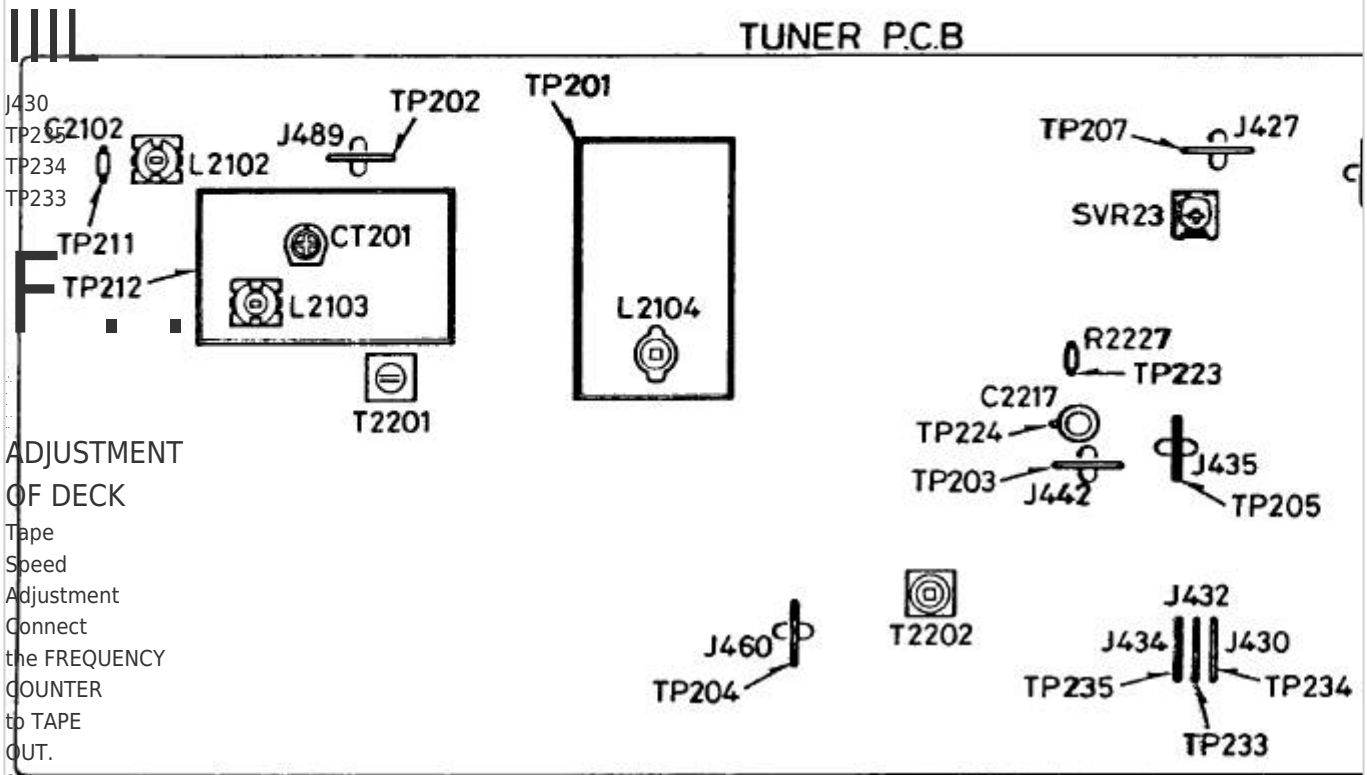 TUNER P.C.B
J430
TP235
TP234
TP233
C2102
L2102
J489
TP202
TP201
TP207
J427
TP211
TP212
CT201
L2103
SVR23
L2104
T2201
R2227
TP223
C2217
TP224
TP203
J442
J435
TP205
ADJUSTMENT
OF DECK
Tape
Speed
Adjustment
Connect
the FREQUENCY
COUNTER
to TAPE
OUT.
J460
TP204
T2202
J432
J434
J430
TP235
TP234
TP233